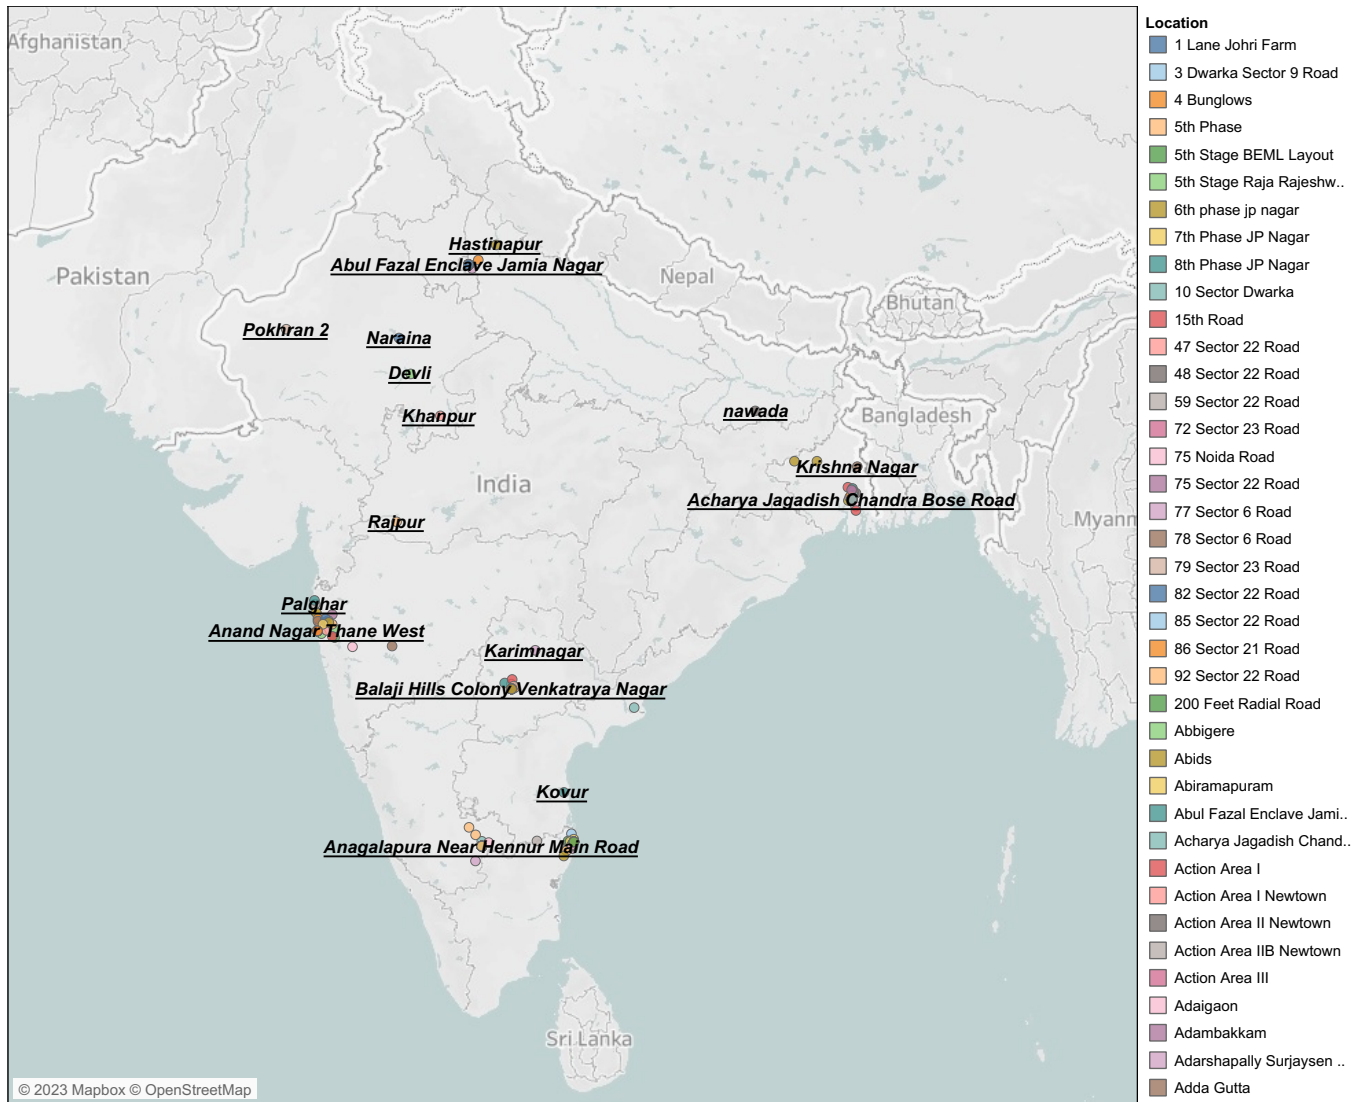 Afghanistan
Pakistan
Hastinapur
Abul Fazal Enclave Jamia Nagar
Nepal
Bhutan
Pokhran 2
Naraina
Devli
Khanpur
nawada
Bangladesh
Krishna Nagar
India
Acharya Jagadish Chandra Bose Road
Myanm
Rajpur
Palghar
Anand Nagar Thane West
Karimnagar
Balaji Hills Colony Venkatraya Nagar
Kovur
Anagalapura Near Hennur Main Road
Sri Lanka
© 2023 Mapbox © OpenStreetMap
Location
1 Lane Johri Farm
3 Dwarka Sector 9 Road
4 Bunglows
5th Phase
5th Stage BEML Layout
5th Stage Raja Rajeshw..
6th phase jp nagar
7th Phase JP Nagar
8th Phase JP Nagar
10 Sector Dwarka
15th Road
47 Sector 22 Road
48 Sector 22 Road
59 Sector 22 Road
72 Sector 23 Road
75 Noida Road
75 Sector 22 Road
77 Sector 6 Road
78 Sector 6 Road
79 Sector 23 Road
82 Sector 22 Road
85 Sector 22 Road
86 Sector 21 Road
92 Sector 22 Road
200 Feet Radial Road
Abbigere
Abids
Abiramapuram
Abul Fazal Enclave Jami..
Acharya Jagadish Chand..
Action Area I
Action Area I Newtown
Action Area II Newtown
Action Area IIB Newtown
Action Area III
Adaigaon
Adambakkam
Adarshapally Surjaysen ..
Adda Gutta